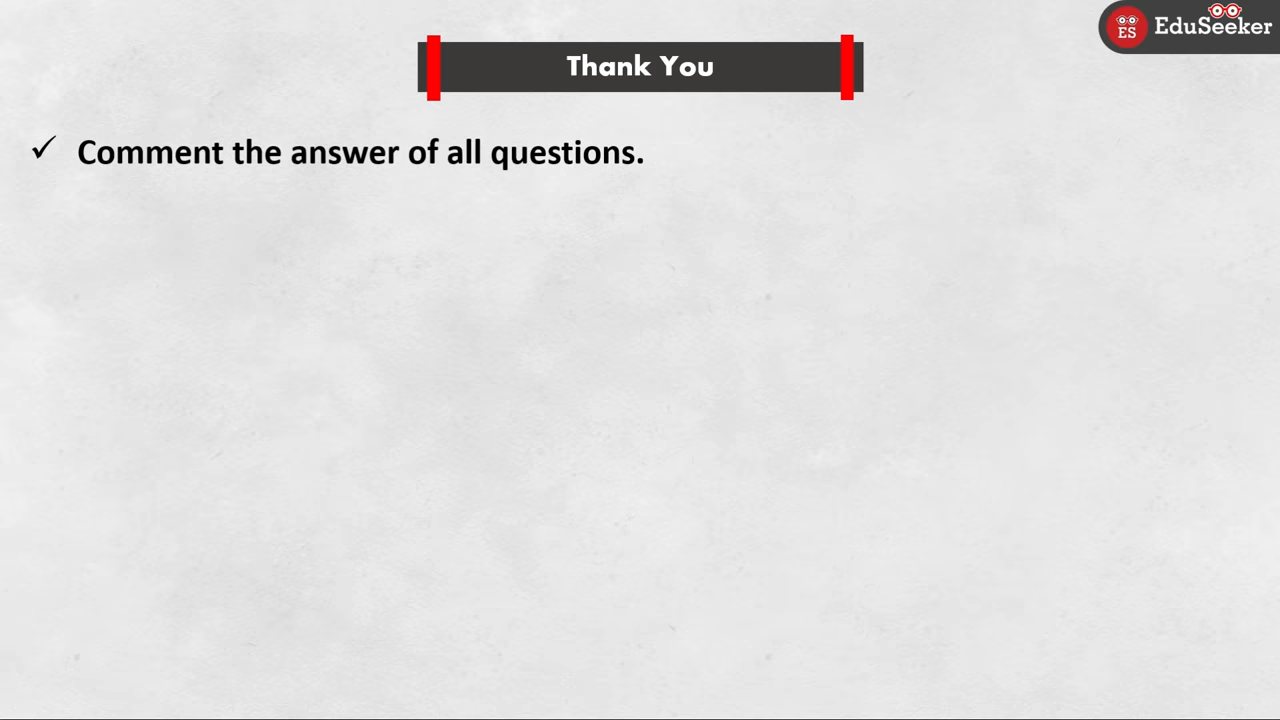 ES EduSeeker
Thank You
✓ Comment the answer of all questions.